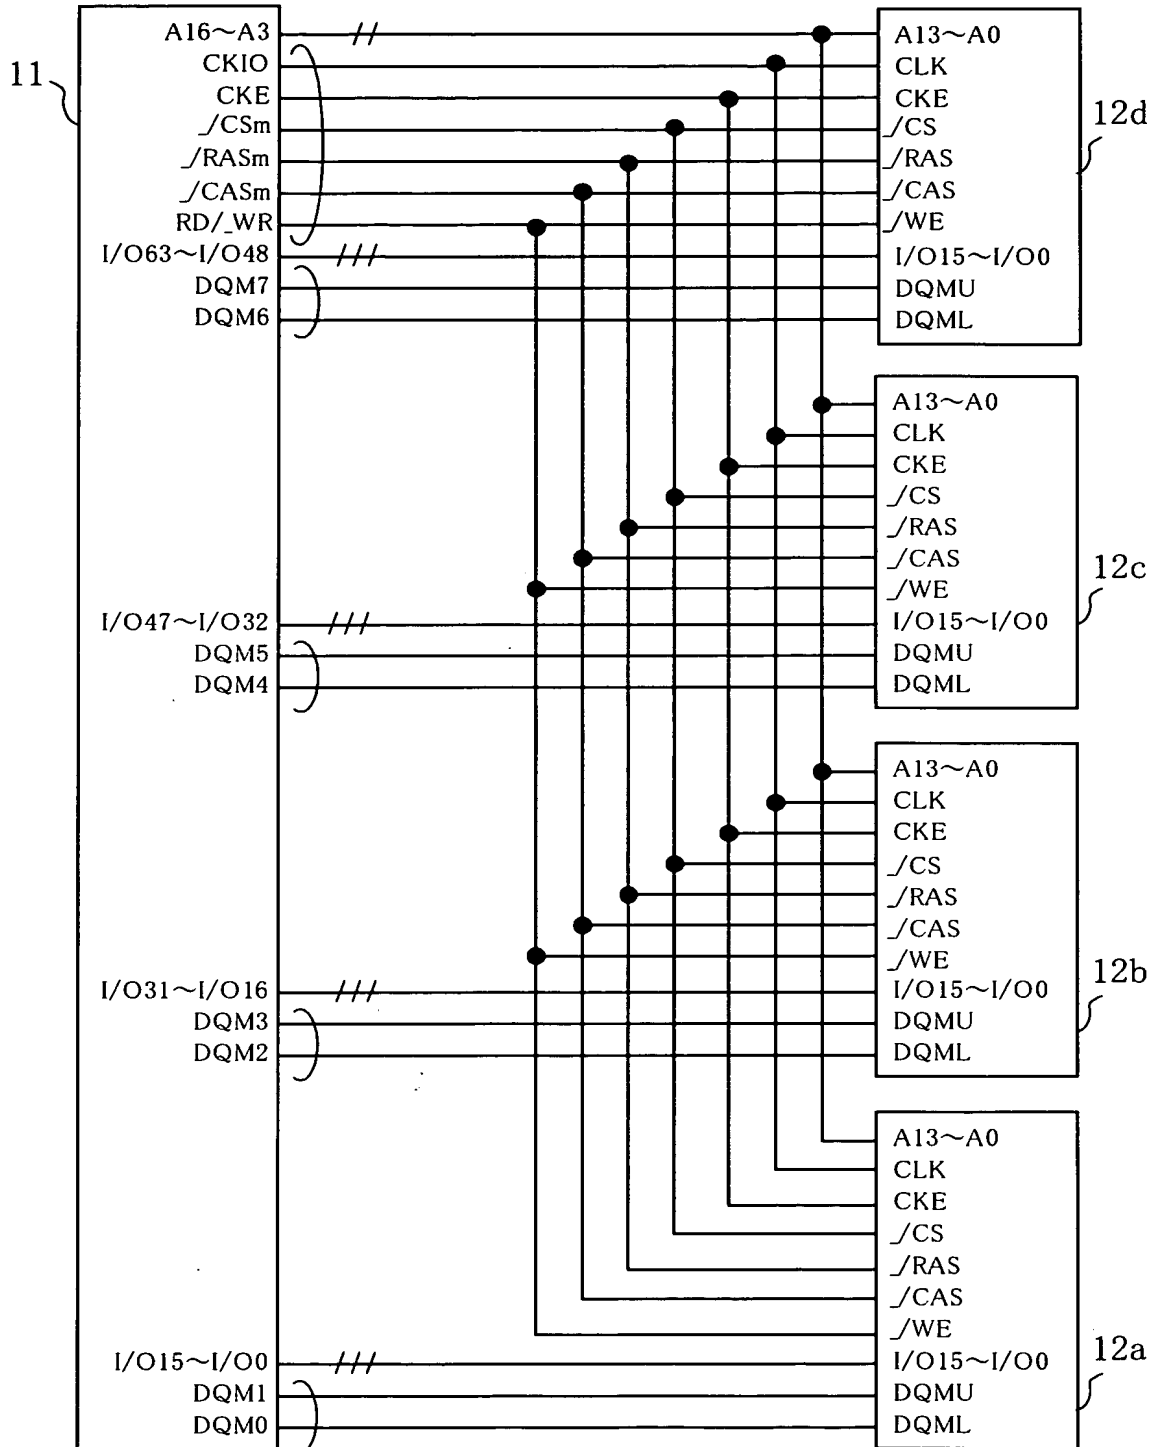 A16~A3 A13~A0
11 CKIO CLK
CKE CKE
_/CSm _/CS 12d
_/RASm _/RAS
_/CASm _/CAS
RD/_WR _/WE
I/O63~I/O48 I/O15~I/O0
DQM7 DQMU
DQM6 DQML
A13~A0
CLK
CKE
_/CS
_/RAS
_/CAS 12c
_/WE
I/O47~I/O32 I/O15~I/O0
DQM5 DQMU
DQM4 DQML
A13~A0
CLK
CKE
_/CS
_/RAS
_/CAS
_/WE 12b
I/O31~I/O16 I/O15~I/O0
DQM3 DQMU
DQM2 DQML
A13~A0
CLK
CKE
_/CS
_/RAS
_/CAS
_/WE
I/O15~I/O0 I/O15~I/O0 12a
DQM1 DQMU
DQM0 DQML